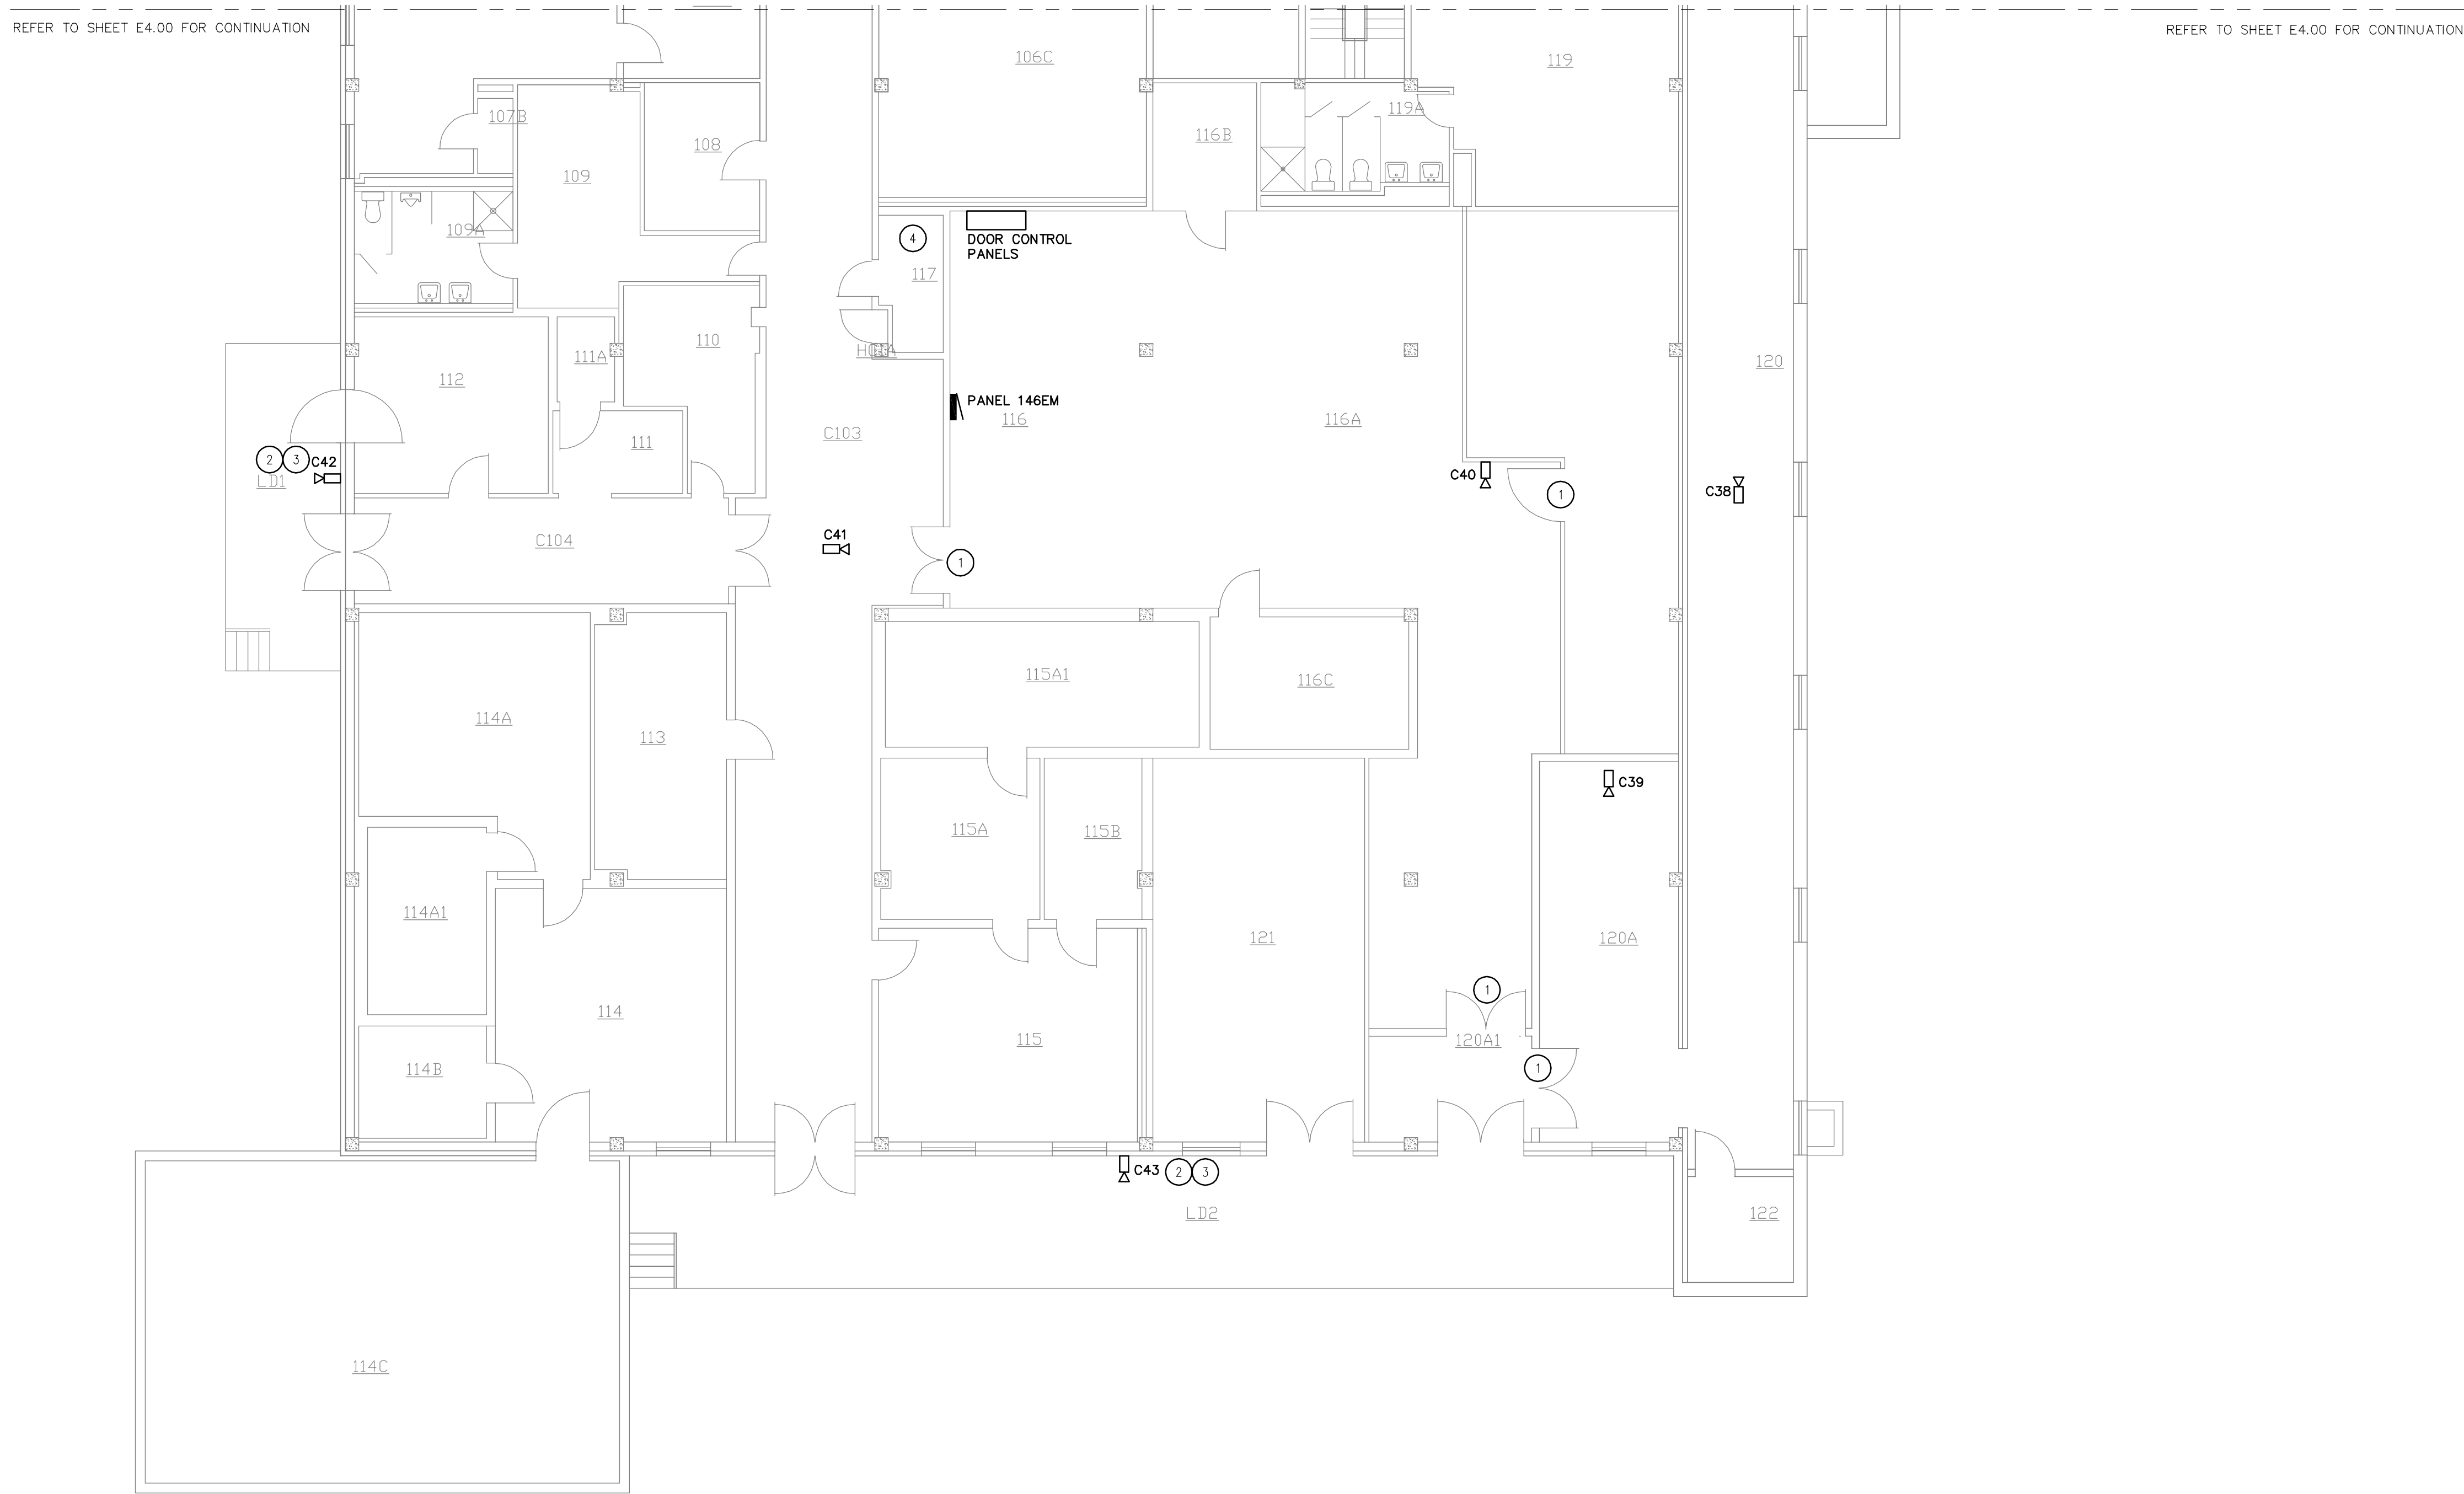 REFER TO SHEET E4.00 FOR CONTINUATION
REFER TO SHEET E4.00 FOR CONTINUATION
106C
119
107B
108
109
116B
119A
109A
4
117
DOOR CONTROL
PANELS
110
111A
112
120
PANEL 146EM
116
116A
C103
111
2
3
C42
LD1
C40
1
C38
C104
C41
1
115A1
116C
114A
113
C39
115A
115B
114A1
121
120A
1
114
115
120A1
114B
1
C43
2
3
LD2
122
114C